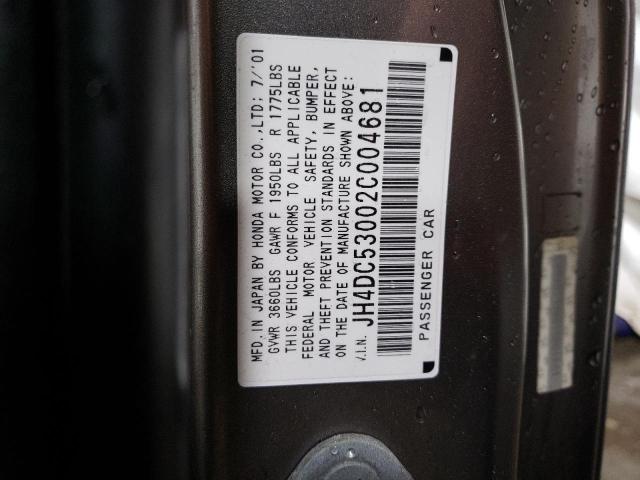 MFD. IN JAPAN BY HONDA MOTOR CO.,LTD: 7/'01
GVWR 3660LBS GAWR F 1950LBS R 1775LBS
THIS VEHICLE CONFORMS TO ALL APPLICABLE
FEDERAL MOTOR VEHICLE SAFETY, BUMPER,
AND THEFT PREVENTION STANDARDS IN EFFECT
ON THE DATE OF MANUFACTURE SHOWN ABOVE:
V.I.N. JH4DC53002C004681
PASSENGER CAR